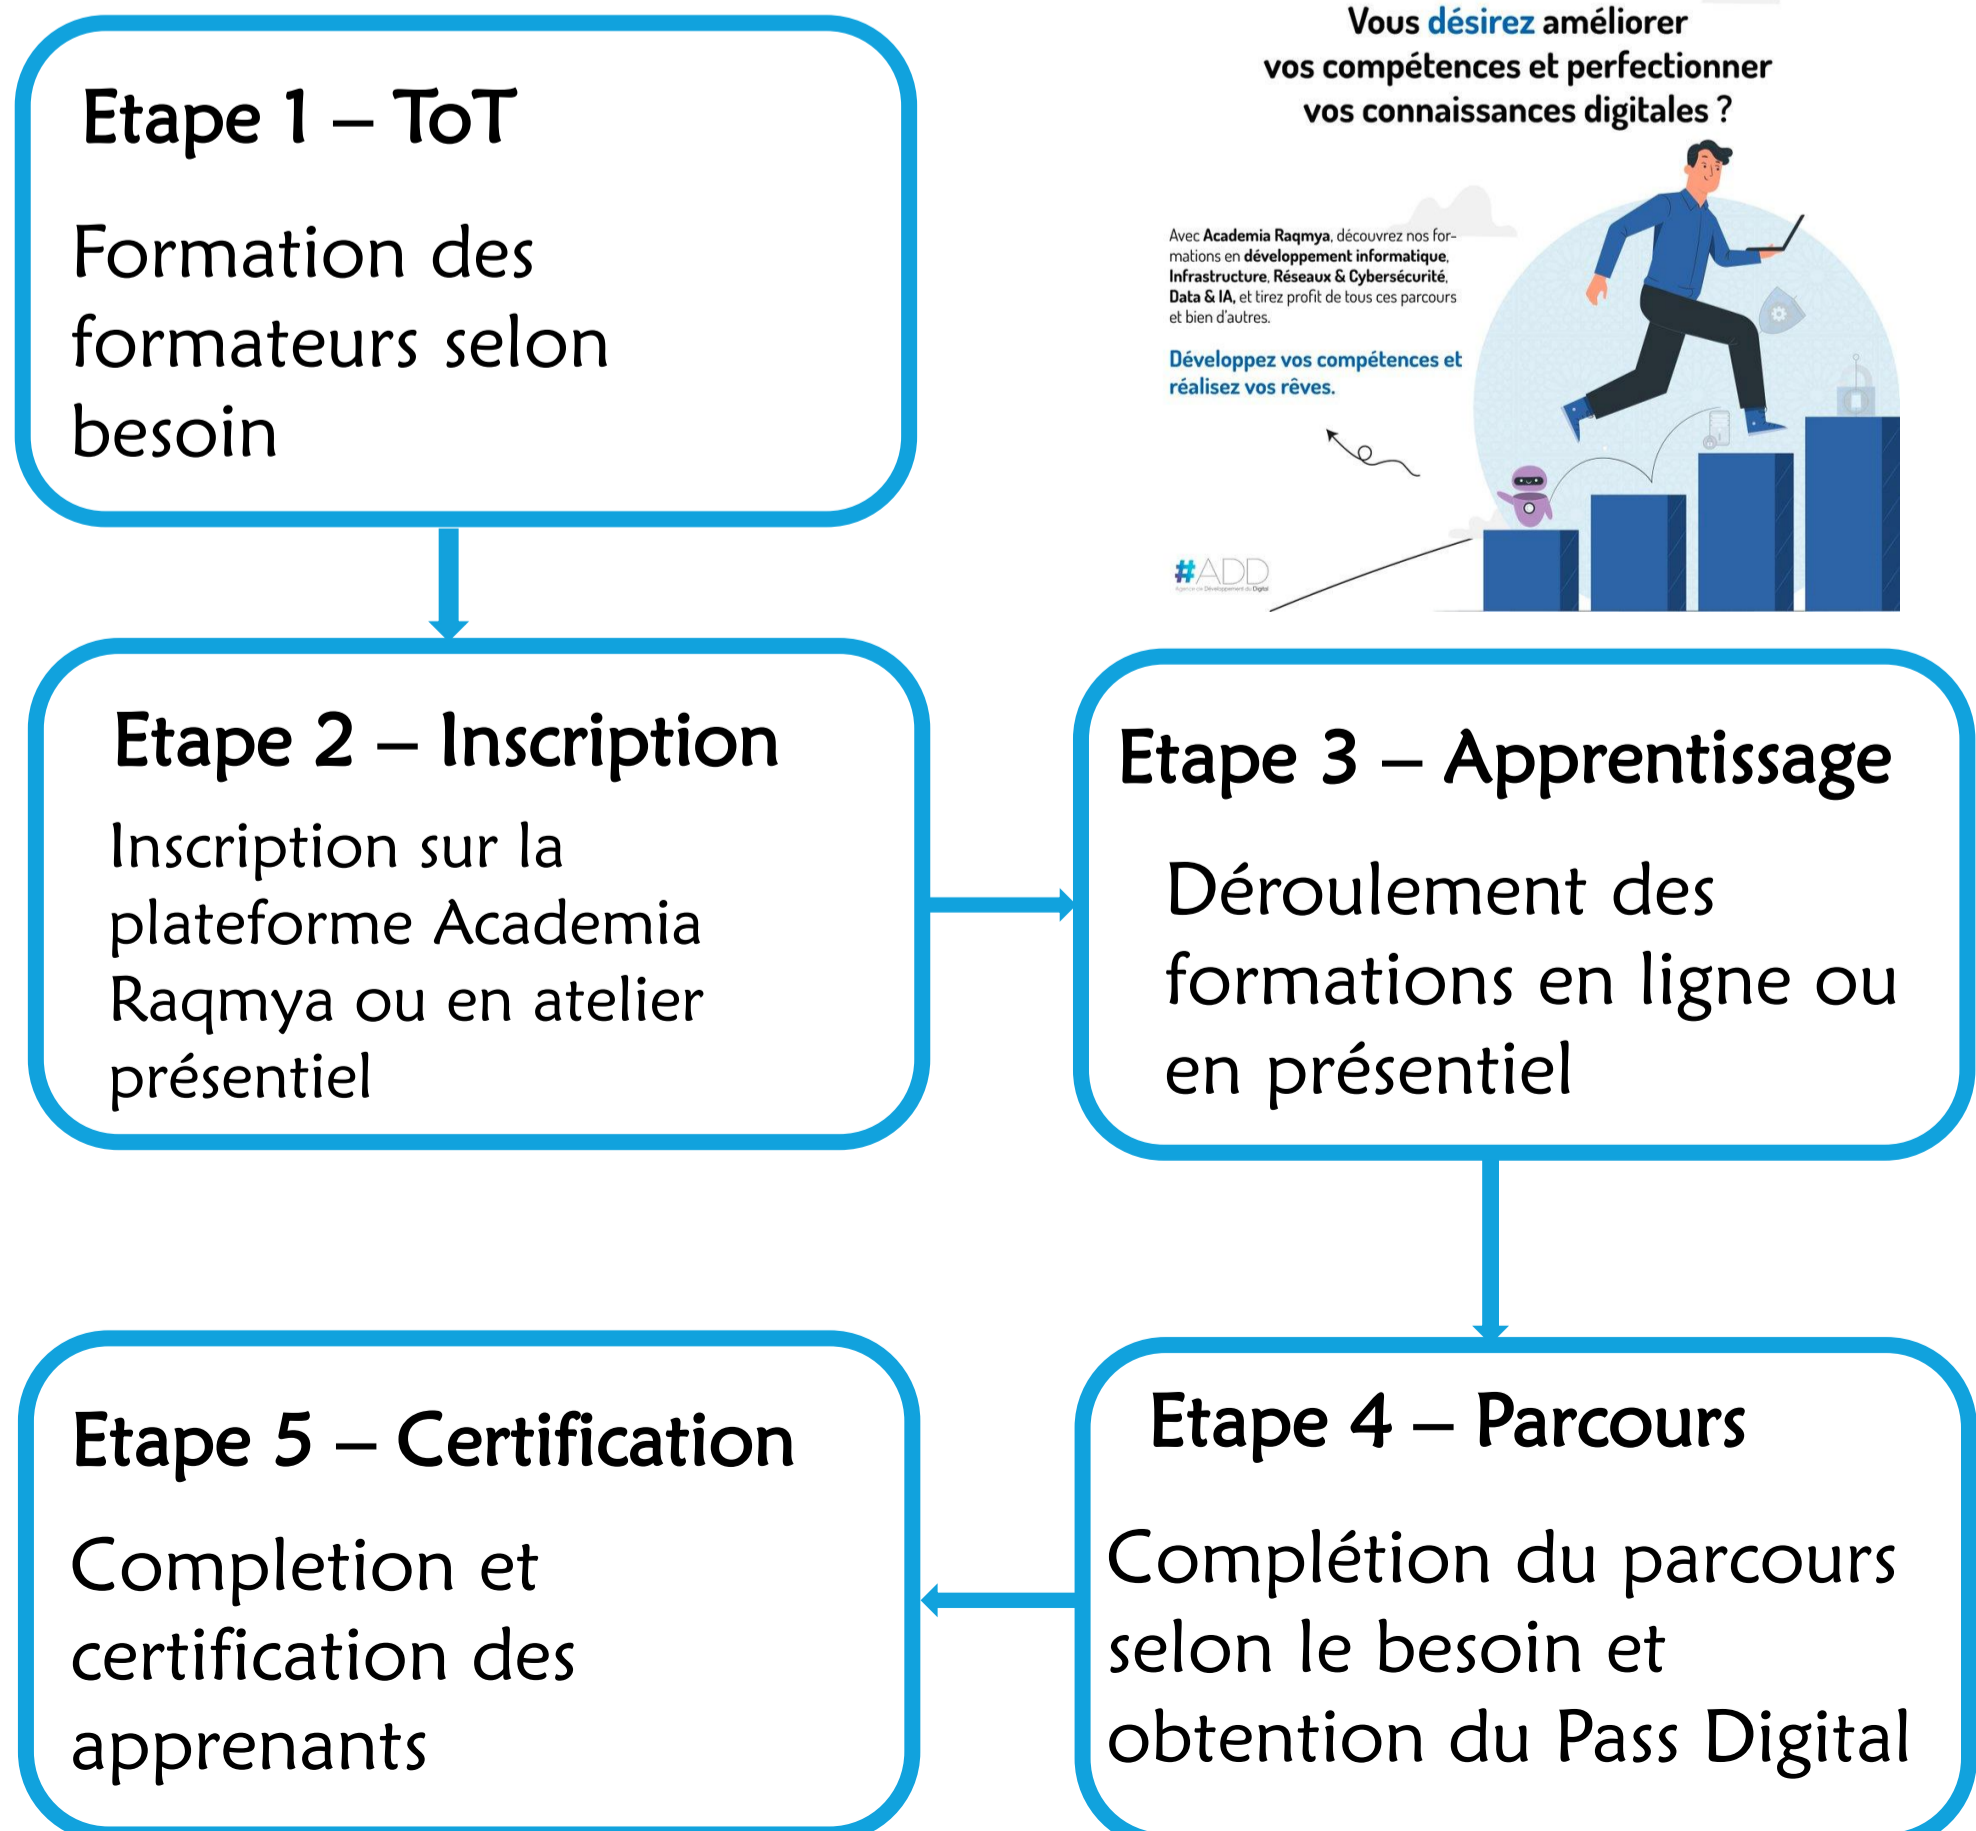 Etape 1 – ToT
Formation des
formateurs selon
besoin
Vous désirez améliorer
vos compétences et perfectionner
vos connaissances digitales ?
Avec Academia Raqmya, découvrez nos for-
mations en développement informatique,
Infrastructure, Réseaux & Cybersécurité,
Data & IA, et tirez profit de tous ces parcours
et bien d'autres.
Développez vos compétences et
réalisez vos rêves.
#ADD
Agence de Développement du Digital
Etape 2 – Inscription
Inscription sur la
plateforme Academia
Raqmya ou en atelier
présentiel
Etape 3 – Apprentissage
Déroulement des
formations en ligne ou
en présentiel
Etape 4 – Parcours
Complétion du parcours
selon le besoin et
obtention du Pass Digital
Etape 5 – Certification
Completion et
certification des
apprenants